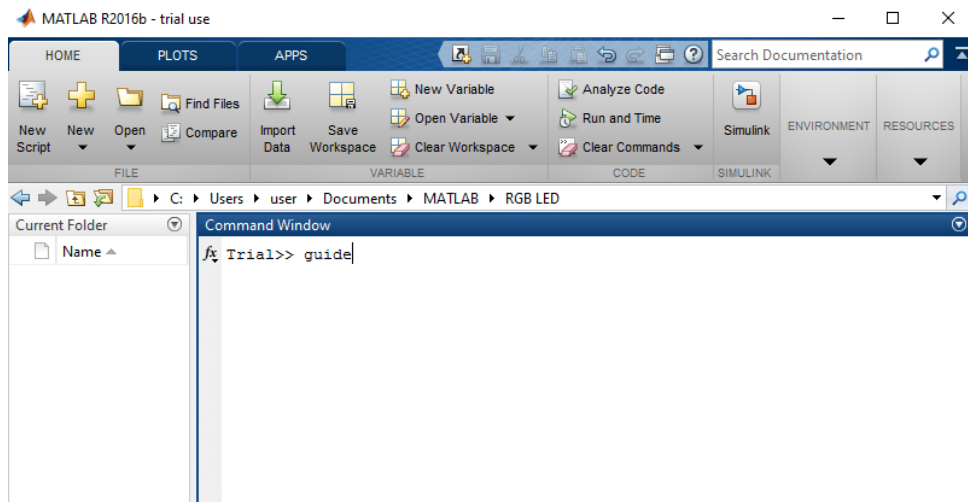 MATLAB R2016b - trial use
HOME PLOTS APPS Search Documentation
New Script
New
Open
Find Files
Compare
FILE
Import Data
Save Workspace
New Variable
Open Variable
Clear Workspace
VARIABLE
Analyze Code
Run and Time
Clear Commands
CODE
Simulink
SIMULINK
ENVIRONMENT
RESOURCES
C: Users user Documents MATLAB RGB LED
Current Folder
Name
Command Window
fx Trial>> guide